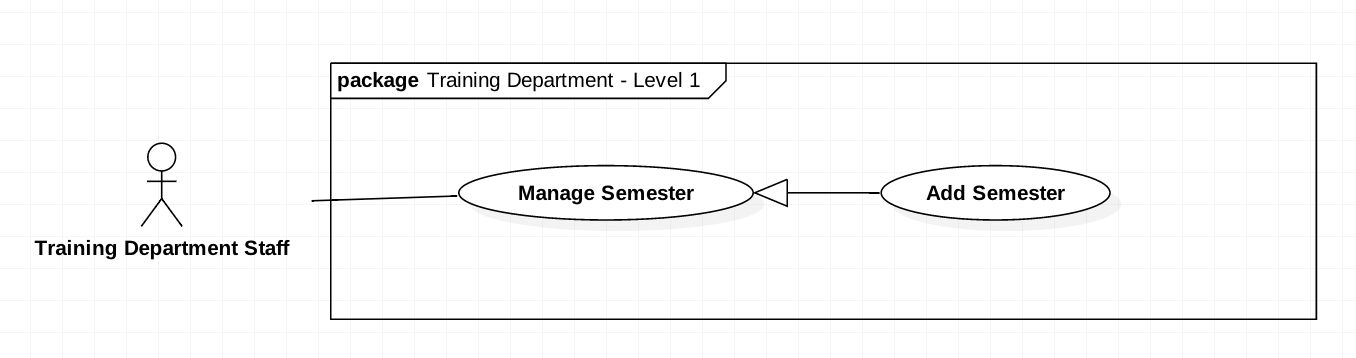 package Training Department - Level 1
Manage Semester
Add Semester
Training Department Staff